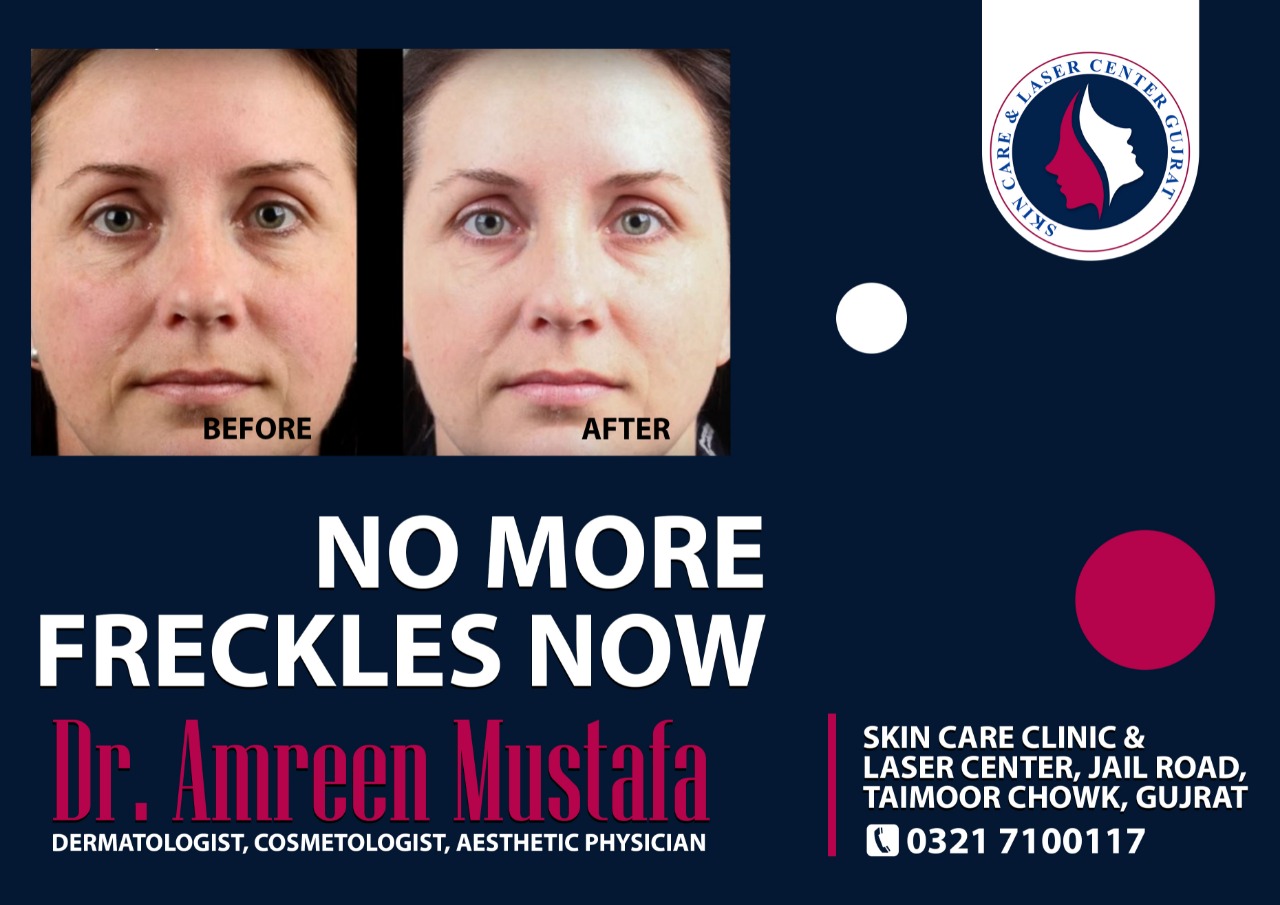 SKIN CARE & LASER CENTER GUJRAT
BEFORE
AFTER
NO MORE
FRECKLES NOW
Dr. Amreen Mustafa
DERMATOLOGIST, COSMETOLOGIST, AESTHETIC PHYSICIAN
SKIN CARE CLINIC &
LASER CENTER, JAIL ROAD,
TAIMOOR CHOWK, GUJRAT
0321 7100117